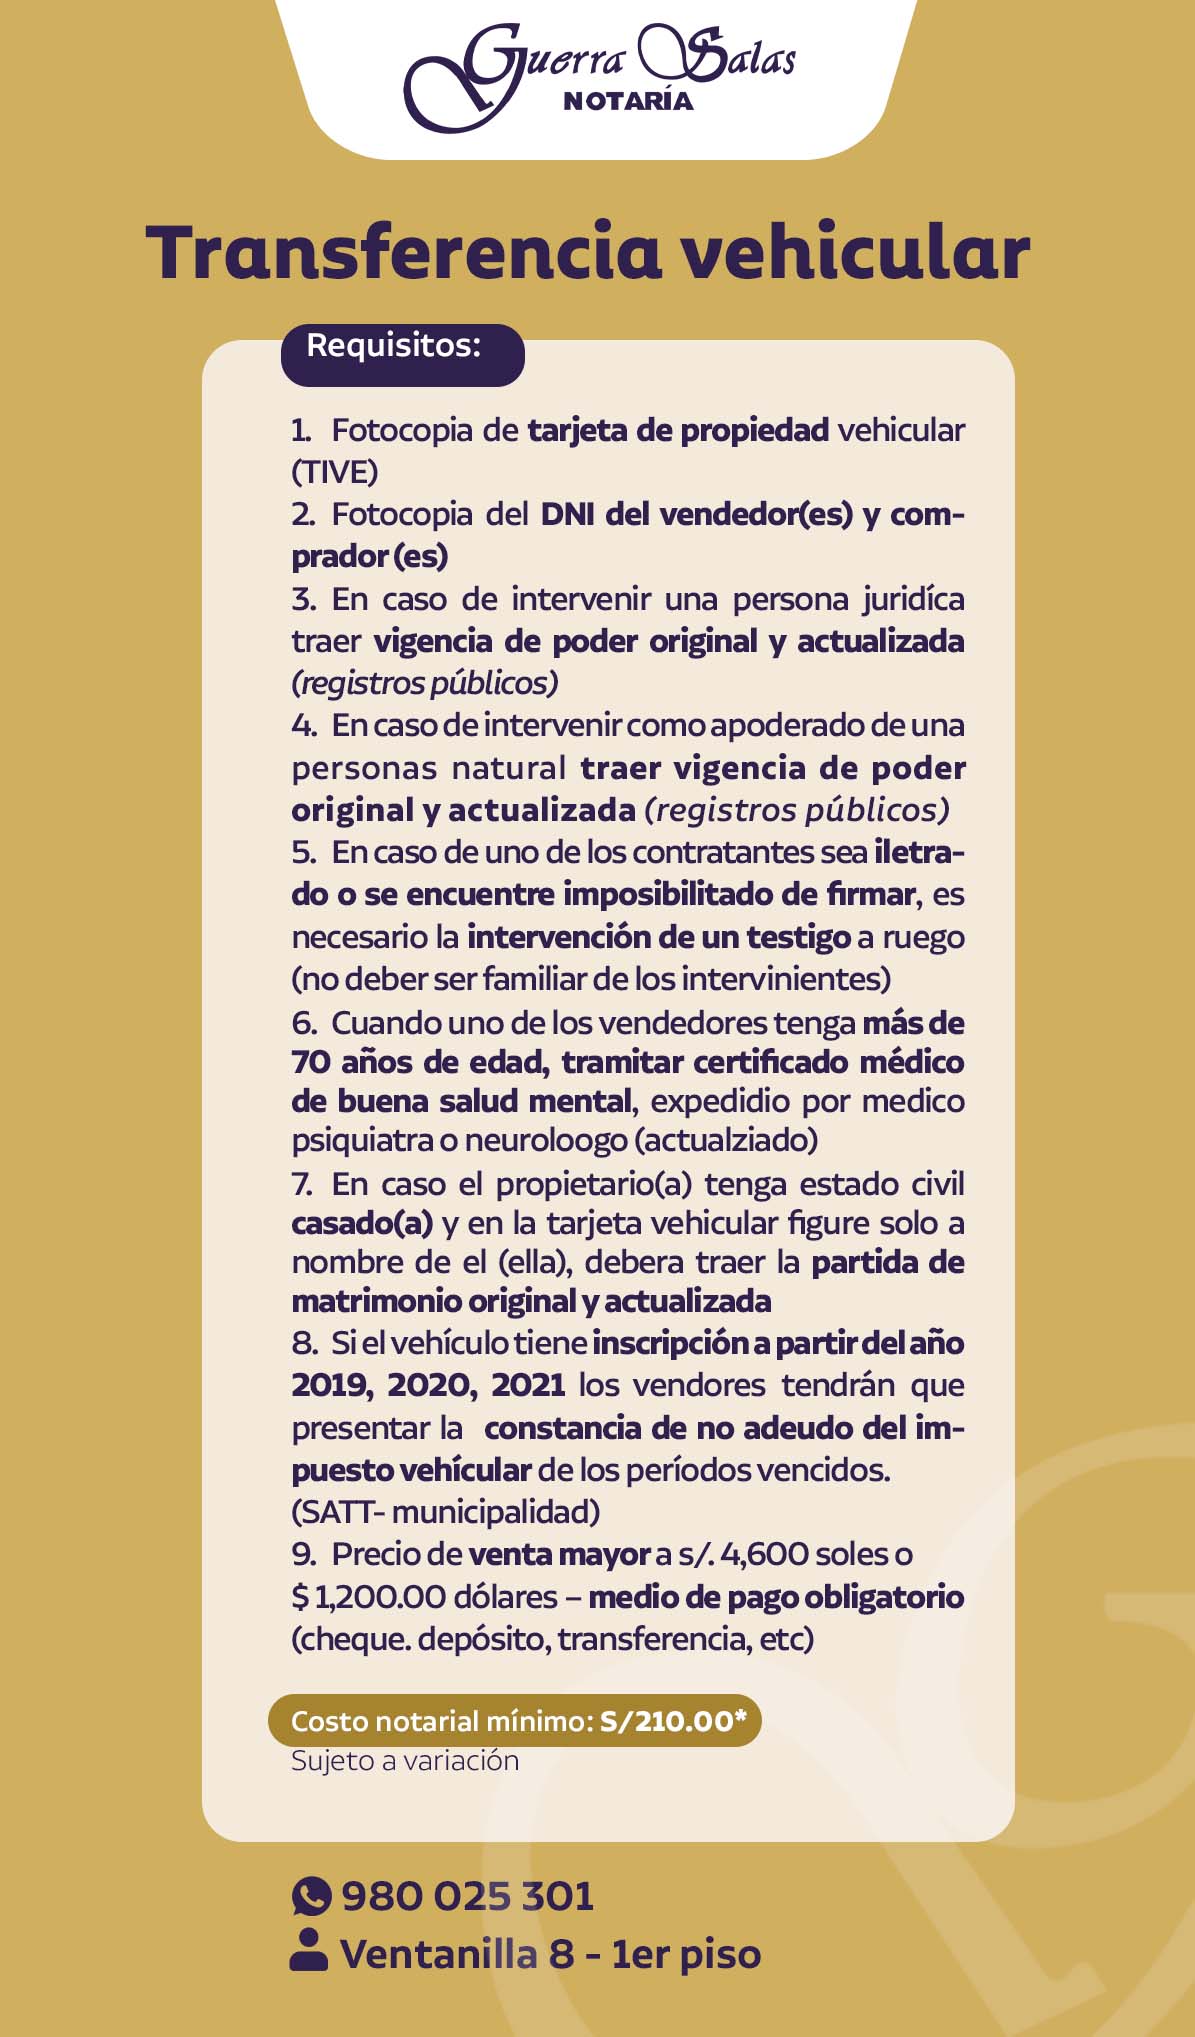 Guerra Salas
NOTARÍA
Transferencia vehicular
Requisitos:
1. Fotocopia de tarjeta de propiedad vehicular
(TIVE)
2. Fotocopia del DNI del vendedor(es) y com-
prador (es)
3. En caso de intervenir una persona juridíca
traer vigencia de poder original y actualizada
(registros públicos)
4. En caso de intervenir como apoderado de una
personas natural traer vigencia de poder
original y actualizada (registros públicos)
5. En caso de uno de los contratantes sea iletra-
do o se encuentre imposibilitado de firmar, es
necesario la intervención de un testigo a ruego
(no deber ser familiar de los intervinientes)
6. Cuando uno de los vendedores tenga más de
70 años de edad, tramitar certificado médico
de buena salud mental, expedidio por medico
psiquiatra o neuroloogo (actualziado)
7. En caso el propietario(a) tenga estado civil
casado(a) y en la tarjeta vehicular figure solo a
nombre de el (ella), debera traer la partida de
matrimonio original y actualizada
8. Si el vehículo tiene inscripción a partir del año
2019, 2020, 2021 los vendores tendrán que
presentar la constancia de no adeudo del im-
puesto vehícular de los períodos vencidos.
(SATT- municipalidad)
9. Precio de venta mayor a s/. 4,600 soles o
$ 1,200.00 dólares – medio de pago obligatorio
(cheque. depósito, transferencia, etc)
Costo notarial mínimo: S/210.00*
Sujeto a variación
980 025 301
Ventanilla 8 - 1er piso